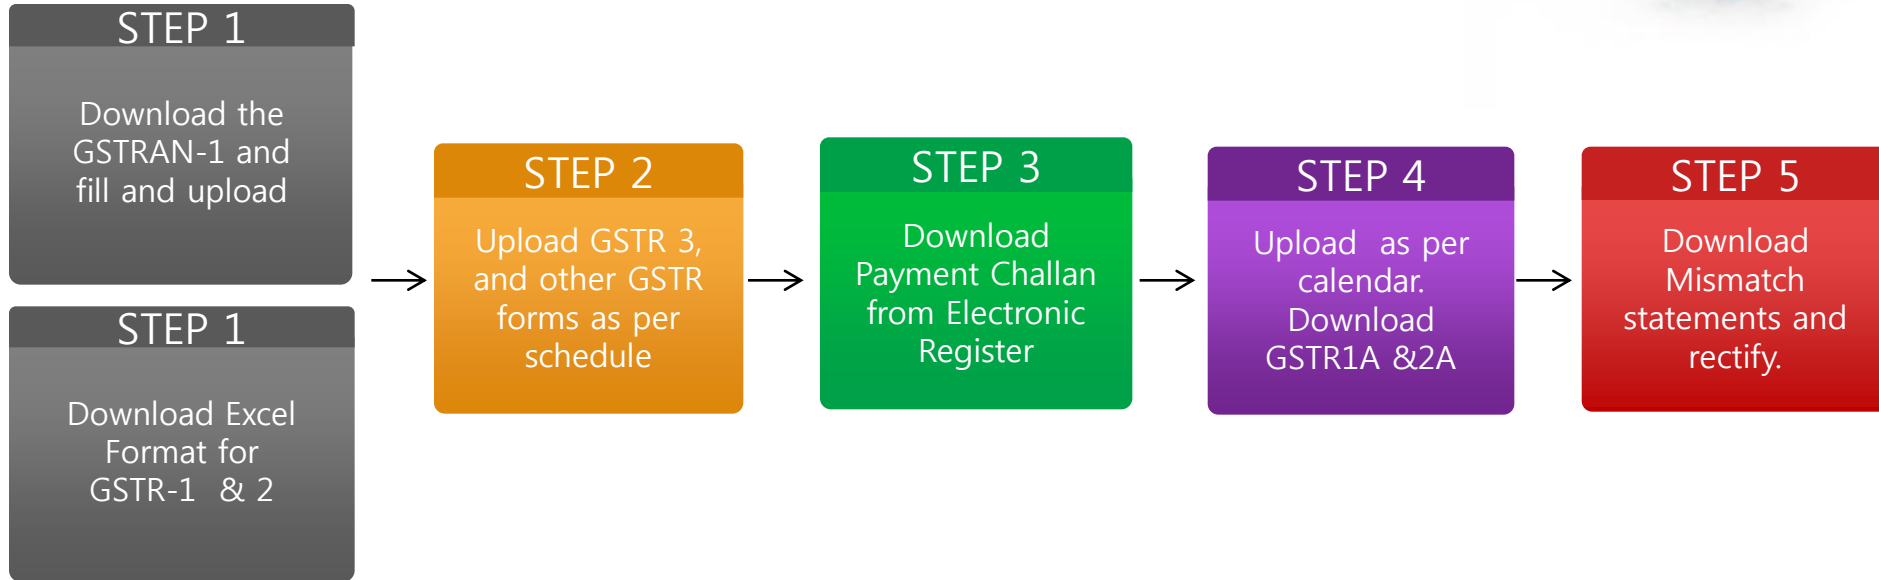 STEP 1
Download the
GSTRAN-1 and
fill and upload
STEP 1
Download Excel
Format for
GSTR-1 & 2
STEP 2
Upload GSTR 3,
and other GSTR
forms as per
schedule
STEP 3
Download
Payment Challan
from Electronic
Register
STEP 4
Upload as per
calendar.
Download
GSTR1A &2A
STEP 5
Download
Mismatch
statements and
rectify.